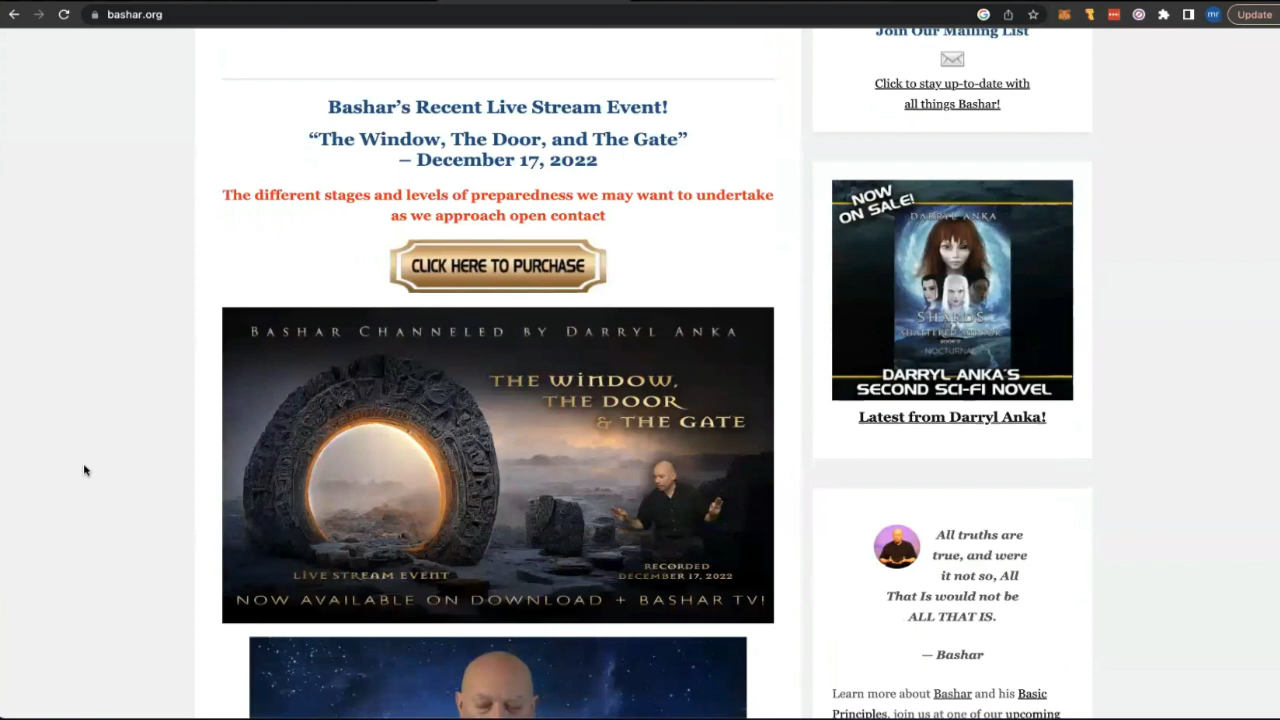 bashar.org
mr
Update
Bashar’s Recent Live Stream Event!
“The Window, The Door, and The Gate”
– December 17, 2022
The different stages and levels of preparedness we may want to undertake
as we approach open contact
CLICK HERE TO PURCHASE
BASHAR CHANNELED BY DARRYL ANKA
THE WINDOW,
THE DOOR
& THE GATE
LIVE STREAM EVENT
RECORDED
DECEMBER 17, 2022
NOW AVAILABLE ON DOWNLOAD + BASHAR TV!
Join Our Mailing List
Click to stay up-to-date with
all things Bashar!
NOW
ON SALE!
DARRYL ANKA
SHARDS
SHATTERED MIRROR
NOCTURNAL
DARRYL ANKA'S
SECOND SCI-FI NOVEL
Latest from Darryl Anka!
All truths are
true, and were
it not so, All
That Is would not be
ALL THAT IS.
— Bashar
Learn more about Bashar and his Basic
Principles, join us at one of our upcoming